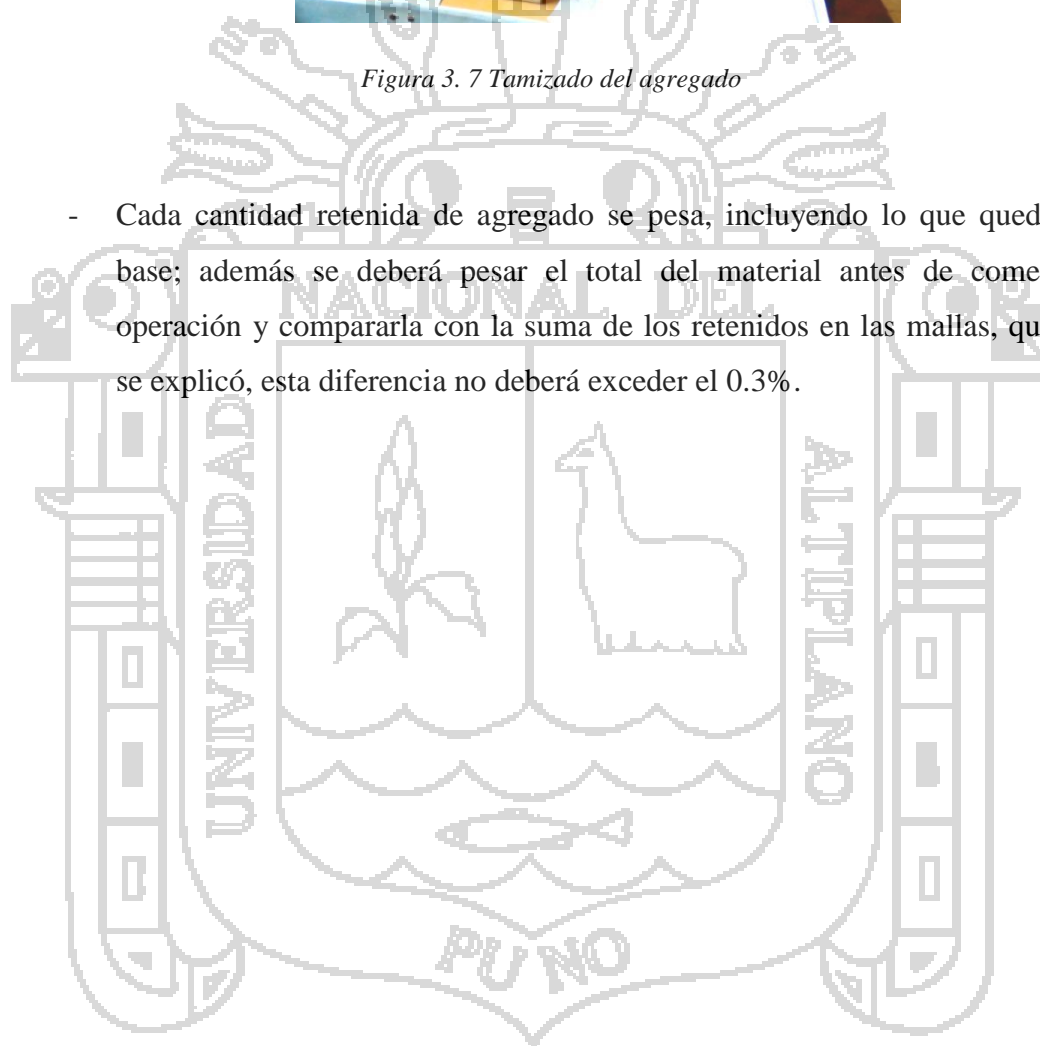 Figura 3. 7 Tamizado del agregado
- Cada cantidad retenida de agregado se pesa, incluyendo lo que qued
base; además se deberá pesar el total del material antes de come
operación y compararla con la suma de los retenidos en las mallas, qu
se explicó, esta diferencia no deberá exceder el 0.3%.
NACIONAL DEL
UNIVERSIDAD
ALTIPLANO
PUNO